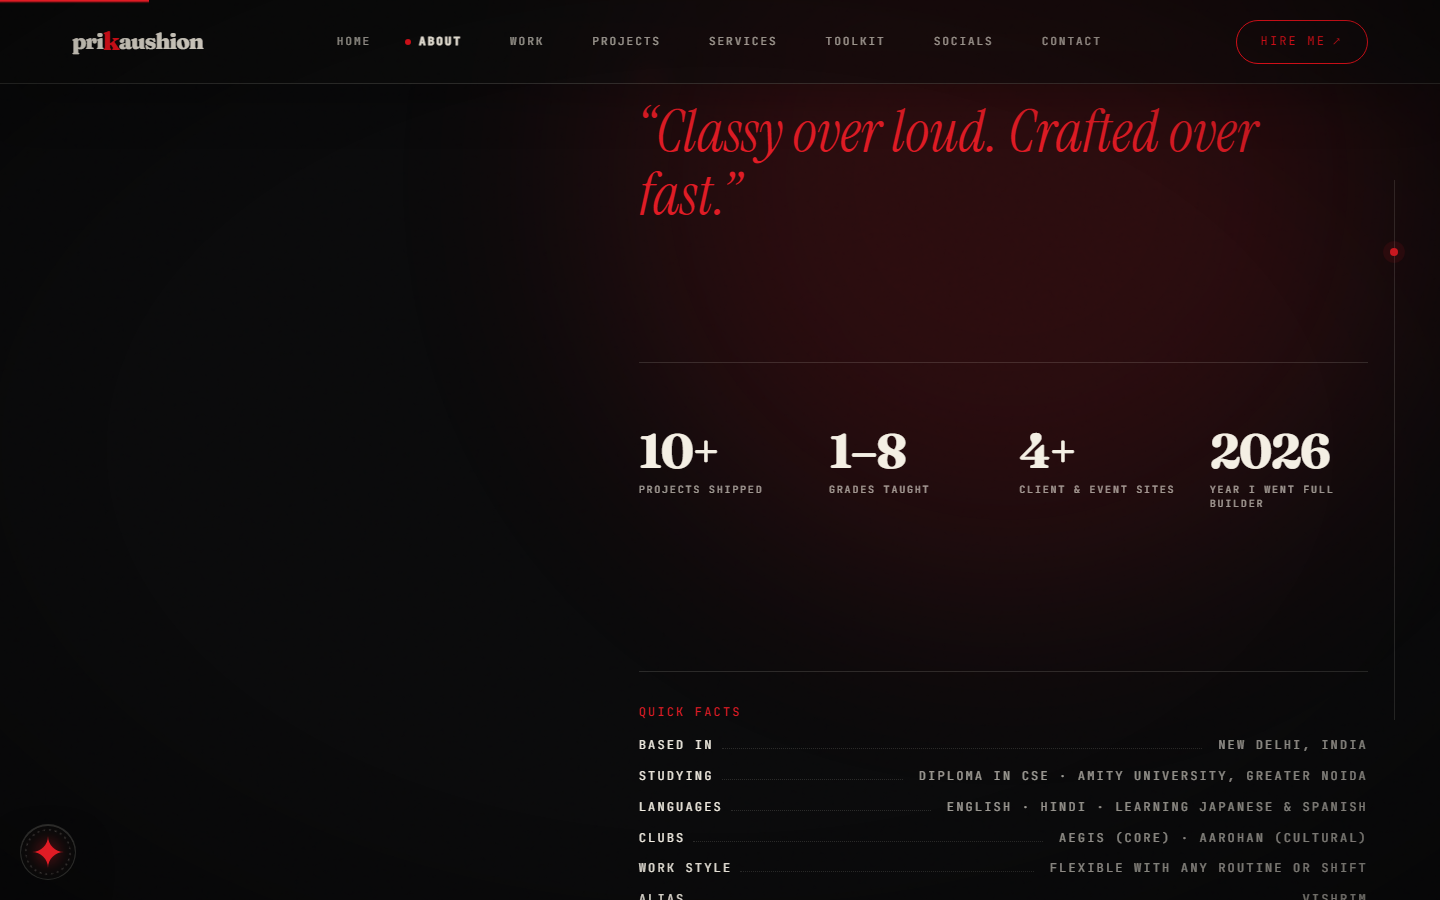 prikaushion
HOME ABOUT WORK PROJECTS SERVICES TOOLKIT SOCIALS CONTACT
HIRE ME ↗
“Classy over loud. Crafted over
fast.”
10+ 1–8 4+ 2026
PROJECTS SHIPPED GRADES TAUGHT CLIENT & EVENT SITES YEAR I WENT FULL
BUILDER
QUICK FACTS
BASED IN NEW DELHI, INDIA
STUDYING DIPLOMA IN CSE · AMITY UNIVERSITY, GREATER NOIDA
LANGUAGES ENGLISH · HINDI · LEARNING JAPANESE & SPANISH
CLUBS AEGIS (CORE) · AAROHAN (CULTURAL)
WORK STYLE FLEXIBLE WITH ANY ROUTINE OR SHIFT
ALIAS VISHRIM